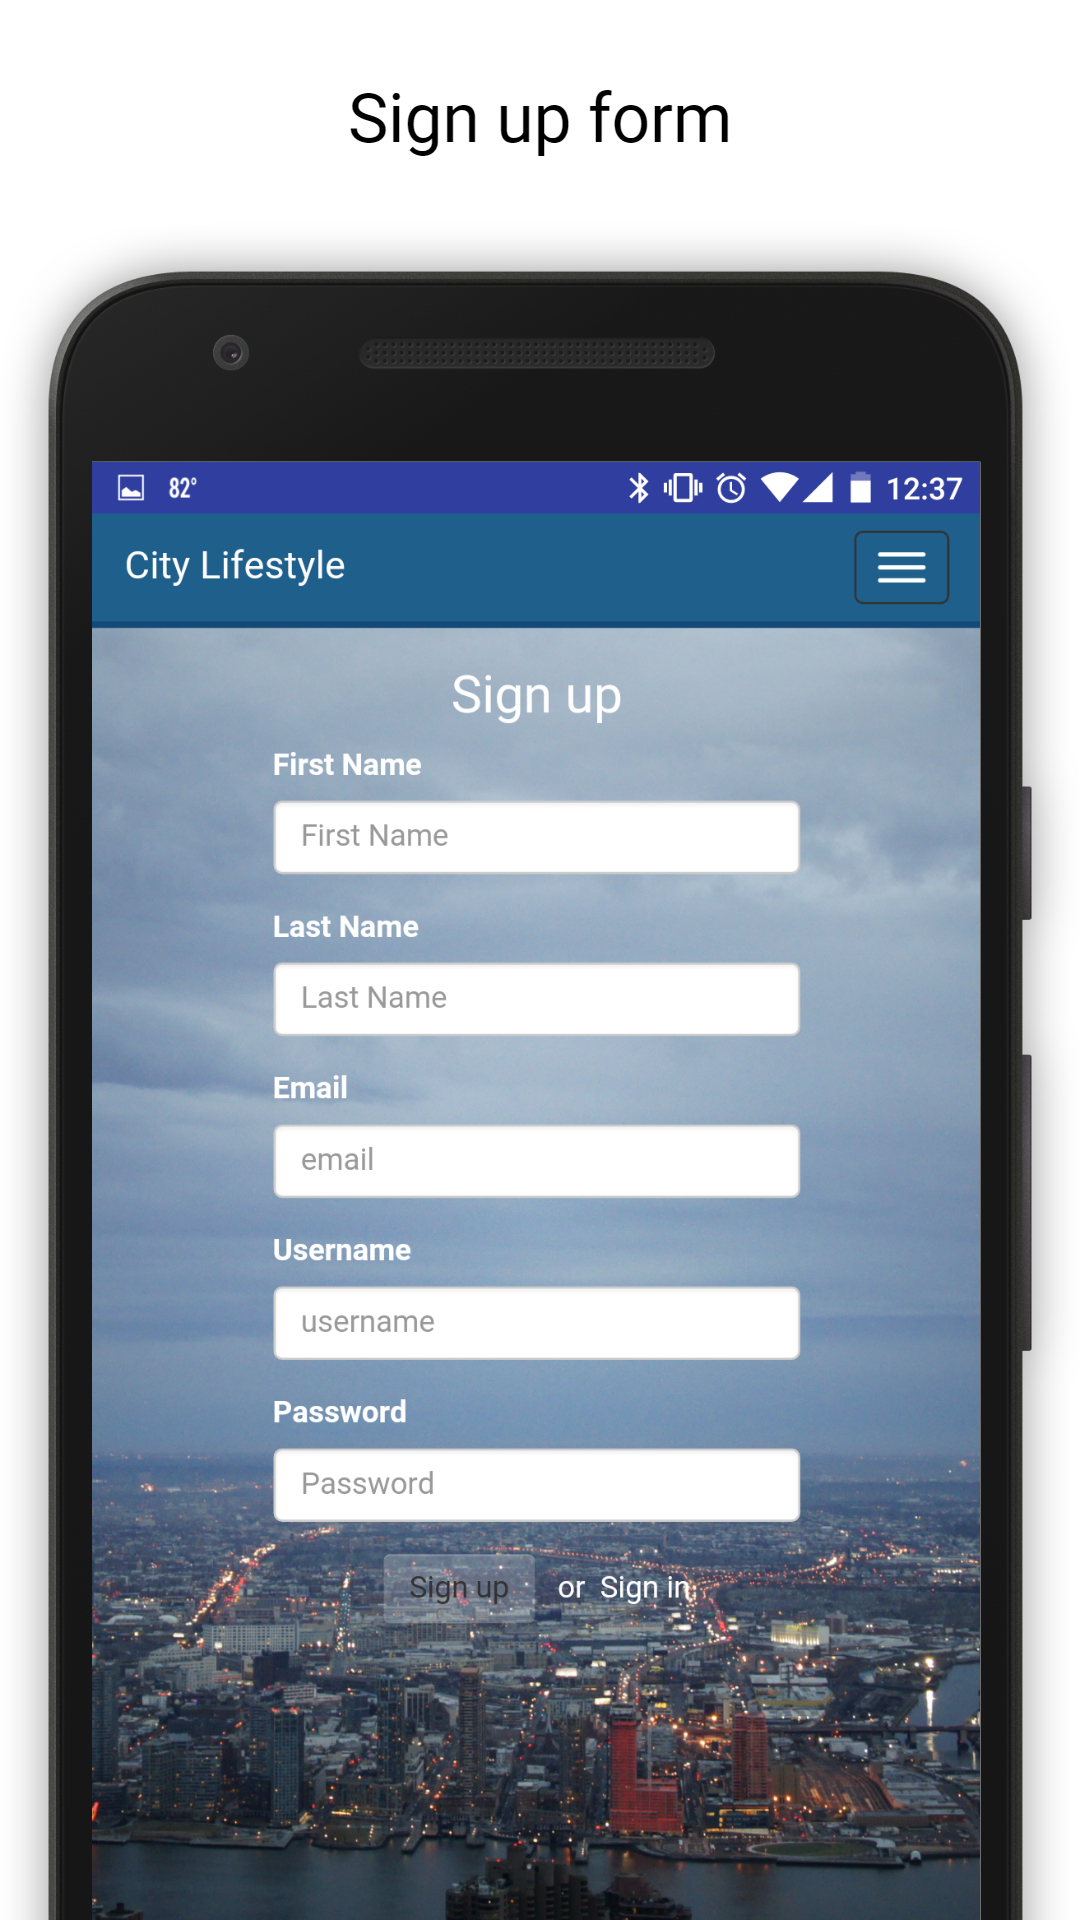 Sign up form
82° 12:37
City Lifestyle
Sign up
First Name
First Name
Last Name
Last Name
Email
email
Username
username
Password
Password
Sign up or Sign in